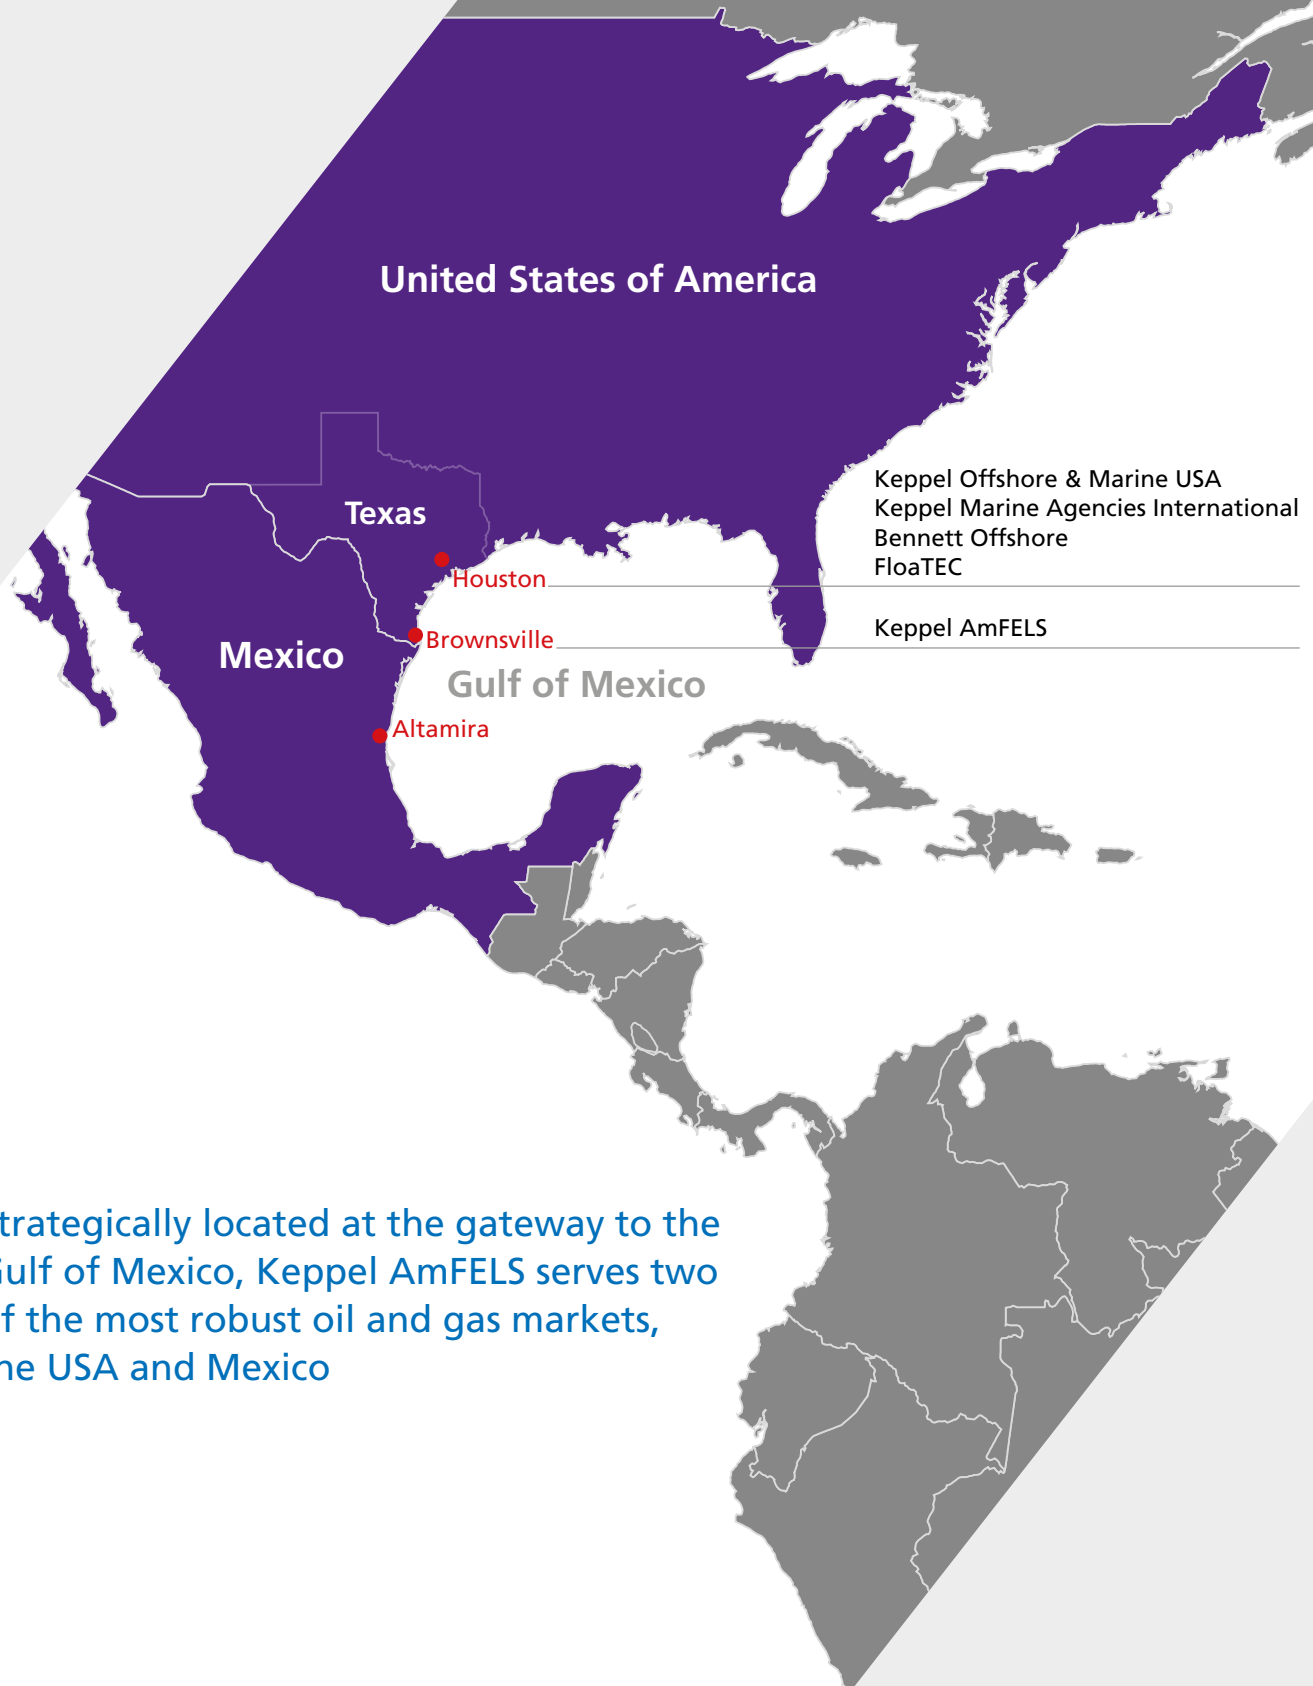 United States of America
Keppel Offshore & Marine USA
Keppel Marine Agencies International
Bennett Offshore
FloaTEC
Texas
Houston
Keppel AmFELS
Brownsville
Mexico
Gulf of Mexico
Altamira
trategically located at the gateway to the
ulf of Mexico, Keppel AmFELS serves two
f the most robust oil and gas markets,
he USA and Mexico